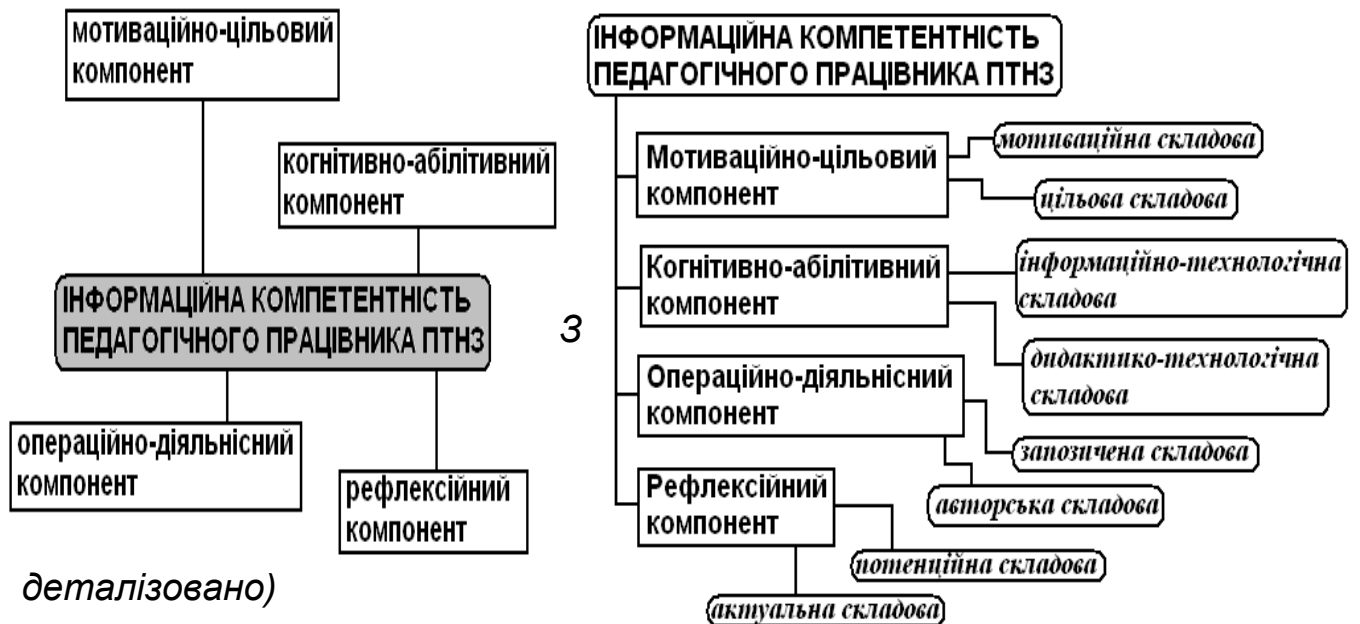 мотиваційно-цільовий
компонент
когнітивно-абілітивний
компонент
ІНФОРМАЦІЙНА КОМПЕТЕНТНІСТЬ
ПЕДАГОГІЧНОГО ПРАЦІВНИКА ПТНЗ
операційно-діяльнісний
компонент
рефлексійний
компонент
з
деталізовано)
ІНФОРМАЦІЙНА КОМПЕТЕНТНІСТЬ
ПЕДАГОГІЧНОГО ПРАЦІВНИКА ПТНЗ
Мотиваційно-цільовий
компонент
мотиваційна складова
цільова складова
Когнітивно-абілітивний
компонент
інформаційно-технологічна
складова
дидактико-технологічна
складова
Операційно-діяльнісний
компонент
запозичена складова
авторська складова
Рефлексійний
компонент
потенційна складова
актуальна складова